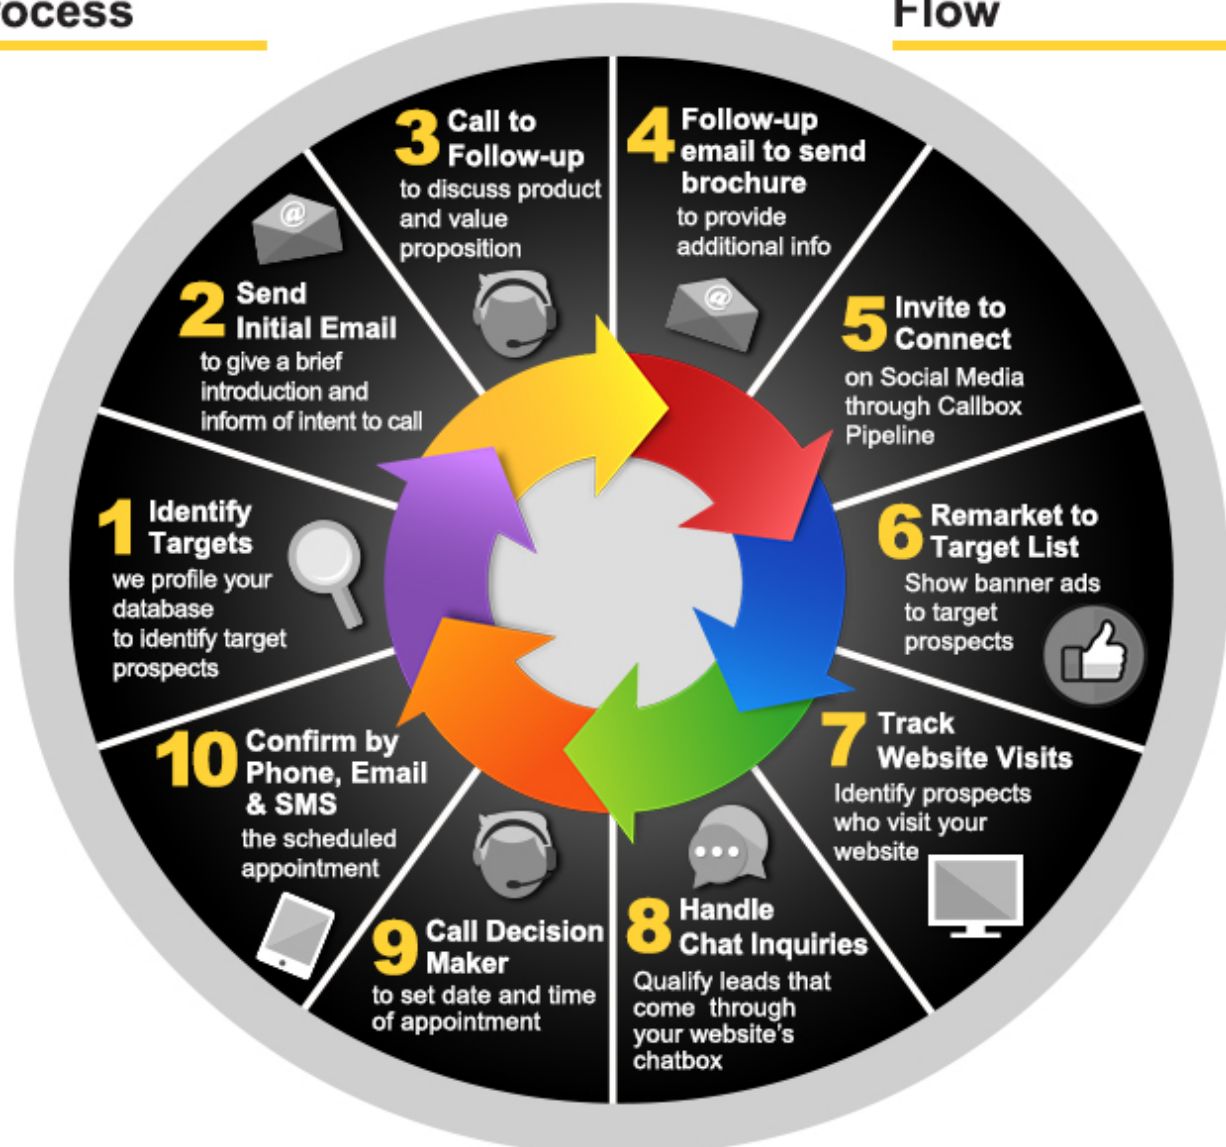 ocess
Flow
1
Identify
Targets
we profile your
database
to identify target
prospects
2
Send
Initial Email
to give a brief
introduction and
inform of intent to call
3
Call to
Follow-up
to discuss product
and value
proposition
4
Follow-up
email to send
brochure
to provide
additional info
5
Invite to
Connect
on Social Media
through Callbox
Pipeline
6
Remarket to
Target List
Show banner ads
to target
prospects
7
Track
Website Visits
Identify prospects
who visit your
website
8
Handle
Chat Inquiries
Qualify leads that
come through
your website's
chatbox
9
Call Decision
Maker
to set date and time
of appointment
10
Confirm by
Phone, Email
& SMS
the scheduled
appointment
@
@